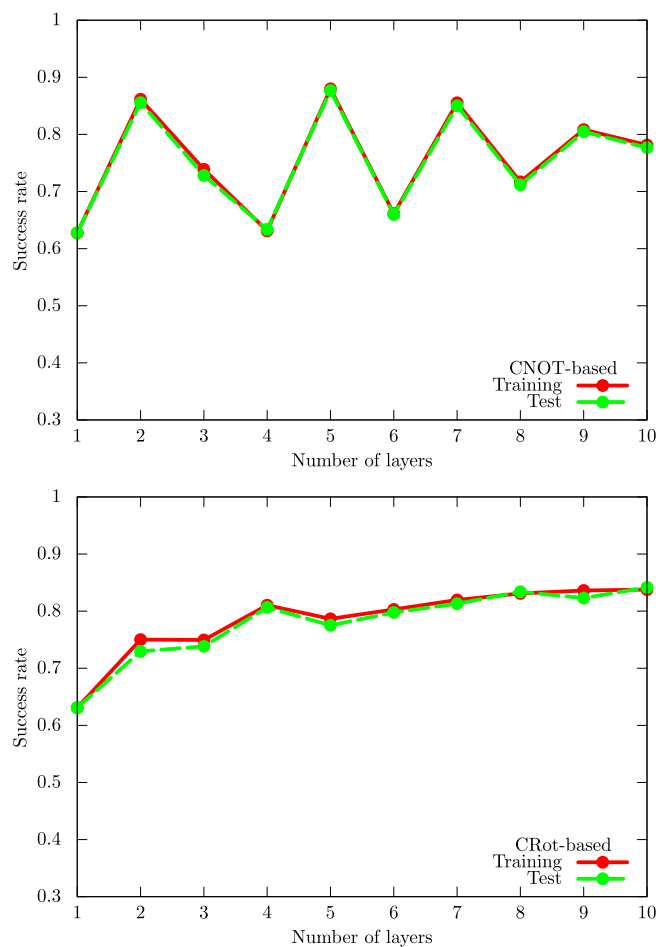 1
0.9
0.8
0.7
0.6
0.5
0.4
0.3
Success rate
CNOT-based
Training
Test
1 2 3 4 5 6 7 8 9 10
Number of layers
1
0.9
0.8
0.7
0.6
0.5
0.4
0.3
Success rate
CRot-based
Training
Test
1 2 3 4 5 6 7 8 9 10
Number of layers